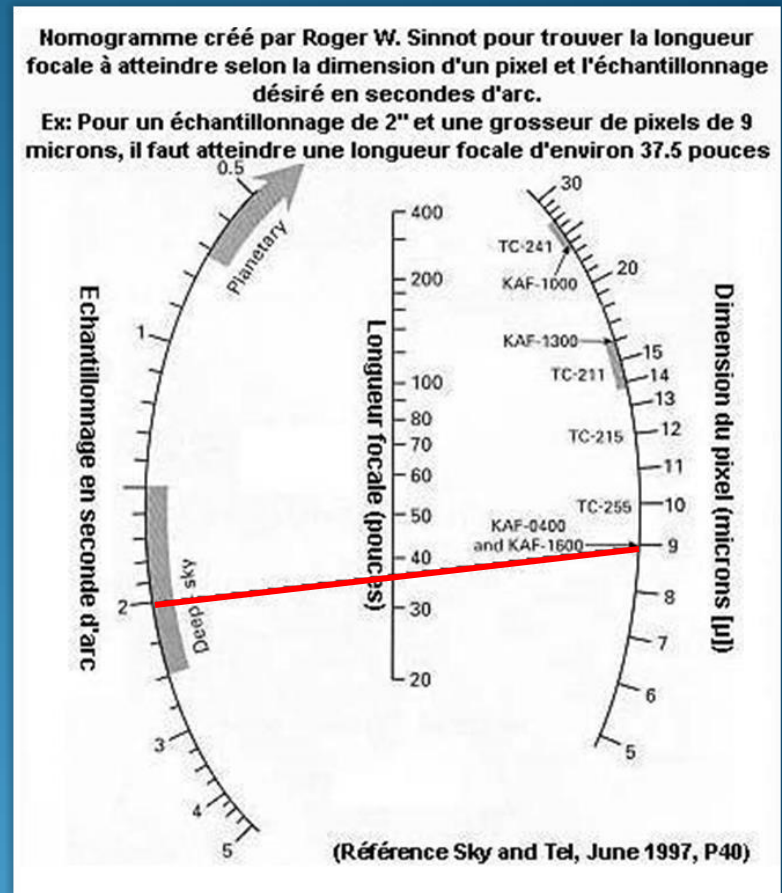 Nomogramme créé par Roger W. Sinnot pour trouver la longueur
focale à atteindre selon la dimension d'un pixel et l'échantillonnage
désiré en secondes d'arc.
Ex: Pour un échantillonnage de 2" et une grosseur de pixels de 9
microns, il faut atteindre une longueur focale d'environ 37.5 pouces
Echantillonnage en seconde d'arc
0.5
1
2
3
4
5
Planetary
Deep-sky
Longueur focale (pouces)
400
200
100
80
70
60
50
40
30
20
TC-241
KAF-1000
KAF-1300
TC-211
TC-215
TC-255
KAF-0400
and KAF-1600
30
20
15
14
13
12
11
10
9
8
7
6
5
Dimension du pixel (microns [µ])
(Référence Sky and Tel, June 1997, P40)